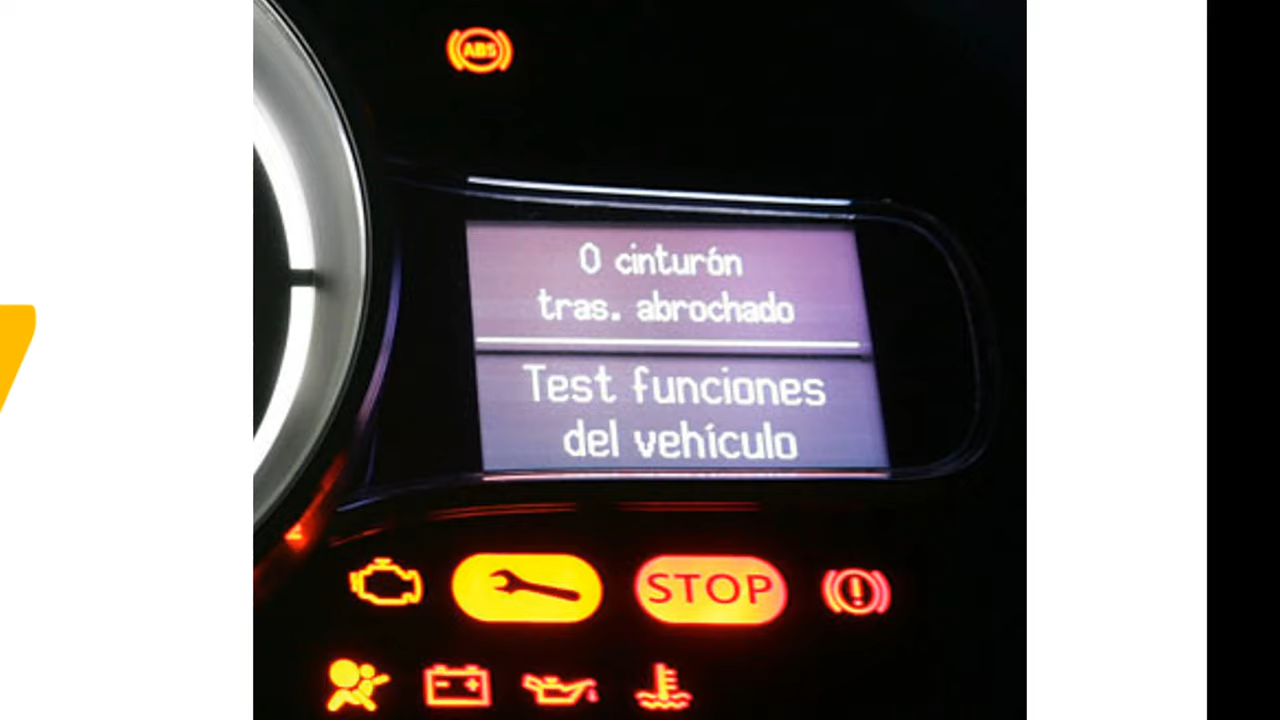 ABS
0 cinturón
tras. abrochado
Test funciones
del vehículo
STOP